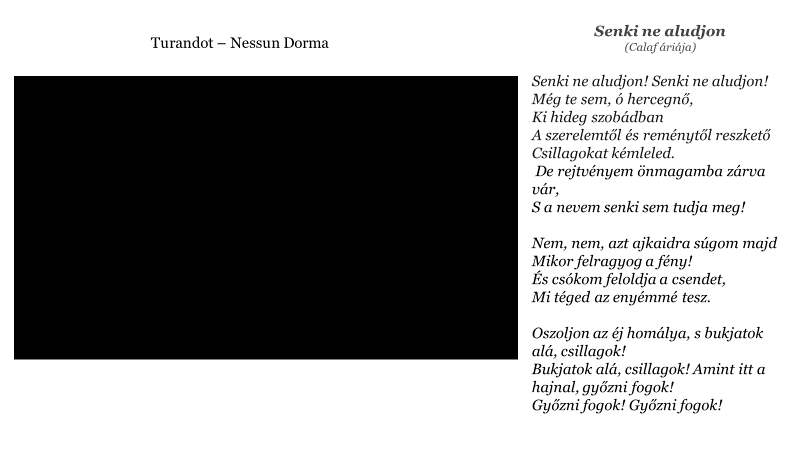 Turandot – Nessun Dorma
Senki ne aludjon
(Calaf áriája)
Senki ne aludjon! Senki ne aludjon!
Még te sem, ó hercegnő,
Ki hideg szobádban
A szerelemtől és reménytől reszkető
Csillagokat kémleled.
De rejtvényem önmagamba zárva
vár,
S a nevem senki sem tudja meg!
Nem, nem, azt ajkaidra súgom majd
Mikor felragyog a fény!
És csókom feloldja a csendet,
Mi téged az enyémmé tesz.
Oszoljon az éj homálya, s bukjatok
alá, csillagok!
Bukjatok alá, csillagok! Amint itt a
hajnal, győzni fogok!
Győzni fogok! Győzni fogok!